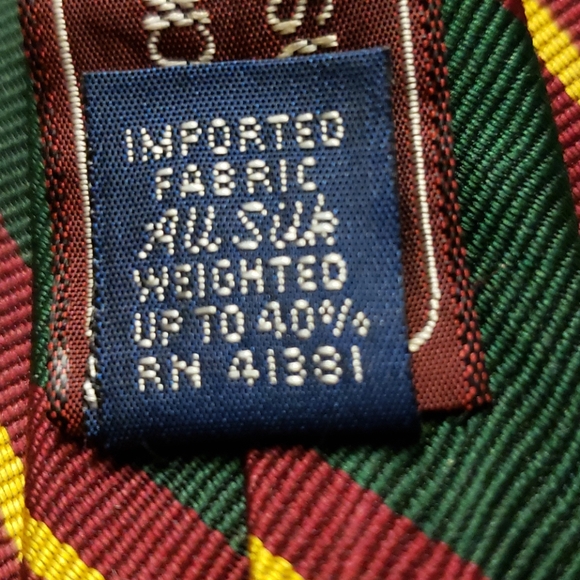 IMPORTED
FABRIC
All Silk
WEIGHTED
UP TO 40%
RN 41381